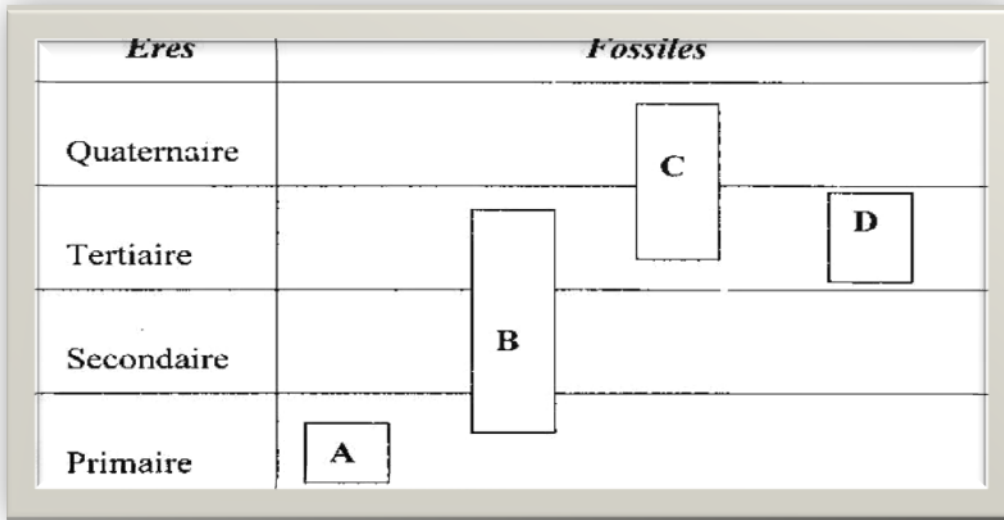 Eres Fossiles
Quaternaire
C
D
Tertiaire
B
Secondaire
A
Primaire